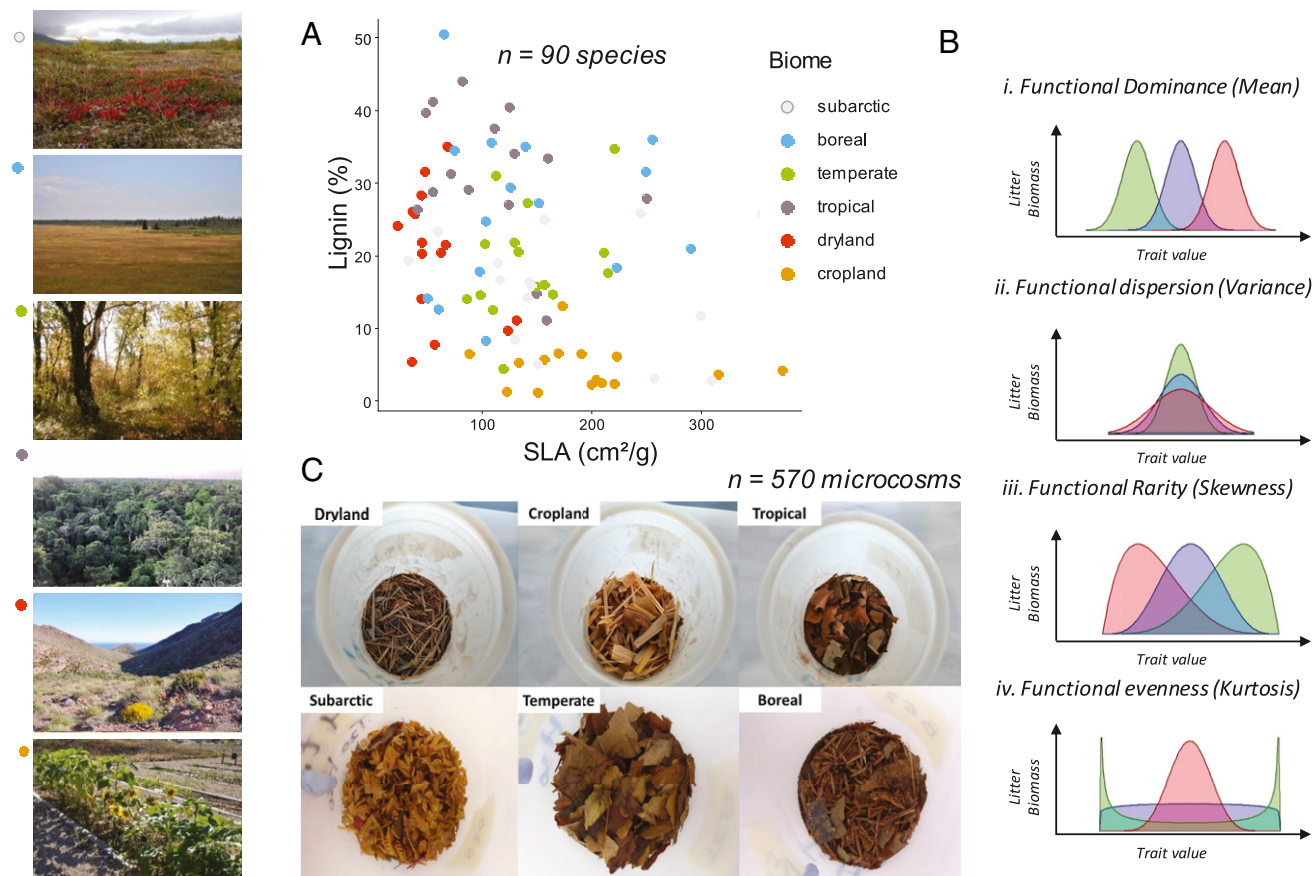 A
n = 90 species
Lignin (%)
50
40
30
20
10
0
100
200
300
SLA (cm²/g)
Biome
subarctic
boreal
temperate
tropical
dryland
cropland
B
i. Functional Dominance (Mean)
Litter
Biomass
Trait value
ii. Functional dispersion (Variance)
Litter
Biomass
Trait value
iii. Functional Rarity (Skewness)
Litter
Biomass
Trait value
iv. Functional evenness (Kurtosis)
Litter
Biomass
Trait value
C
n = 570 microcosms
Dryland
Cropland
Tropical
Subarctic
Temperate
Boreal